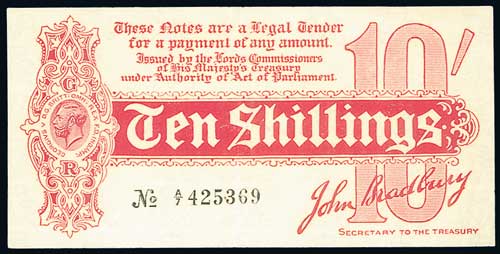 These Notes are a Legal Tender
for a payment of any amount.
Issued by the Lords Commissioners
of His Majesty's Treasury
under Authority of Act of Parliament.
10/
G
R
Ten Shillings
No A/7 425369
John Bradbury
10
SECRETARY TO THE TREASURY